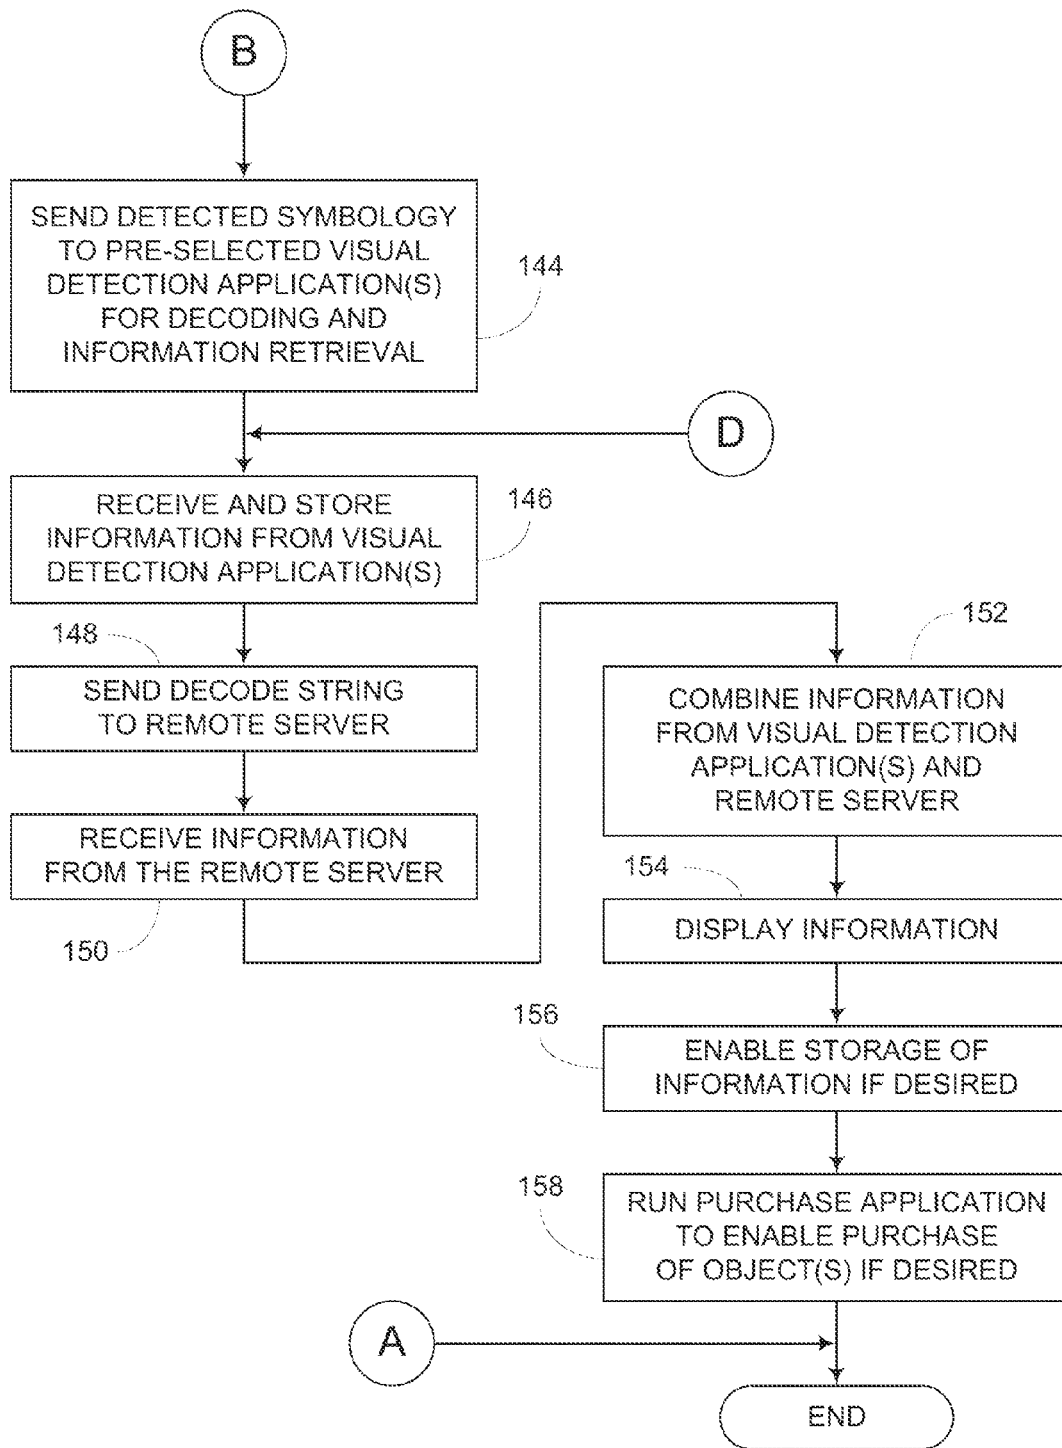 B
SEND DETECTED SYMBOLOGY
TO PRE-SELECTED VISUAL
DETECTION APPLICATION(S)
FOR DECODING AND
INFORMATION RETRIEVAL
144
D
RECEIVE AND STORE
INFORMATION FROM VISUAL
DETECTION APPLICATION(S)
146
148
SEND DECODE STRING
TO REMOTE SERVER
RECEIVE INFORMATION
FROM THE REMOTE SERVER
150
152
COMBINE INFORMATION
FROM VISUAL DETECTION
APPLICATION(S) AND
REMOTE SERVER
154
DISPLAY INFORMATION
156
ENABLE STORAGE OF
INFORMATION IF DESIRED
158
RUN PURCHASE APPLICATION
TO ENABLE PURCHASE
OF OBJECT(S) IF DESIRED
A
END